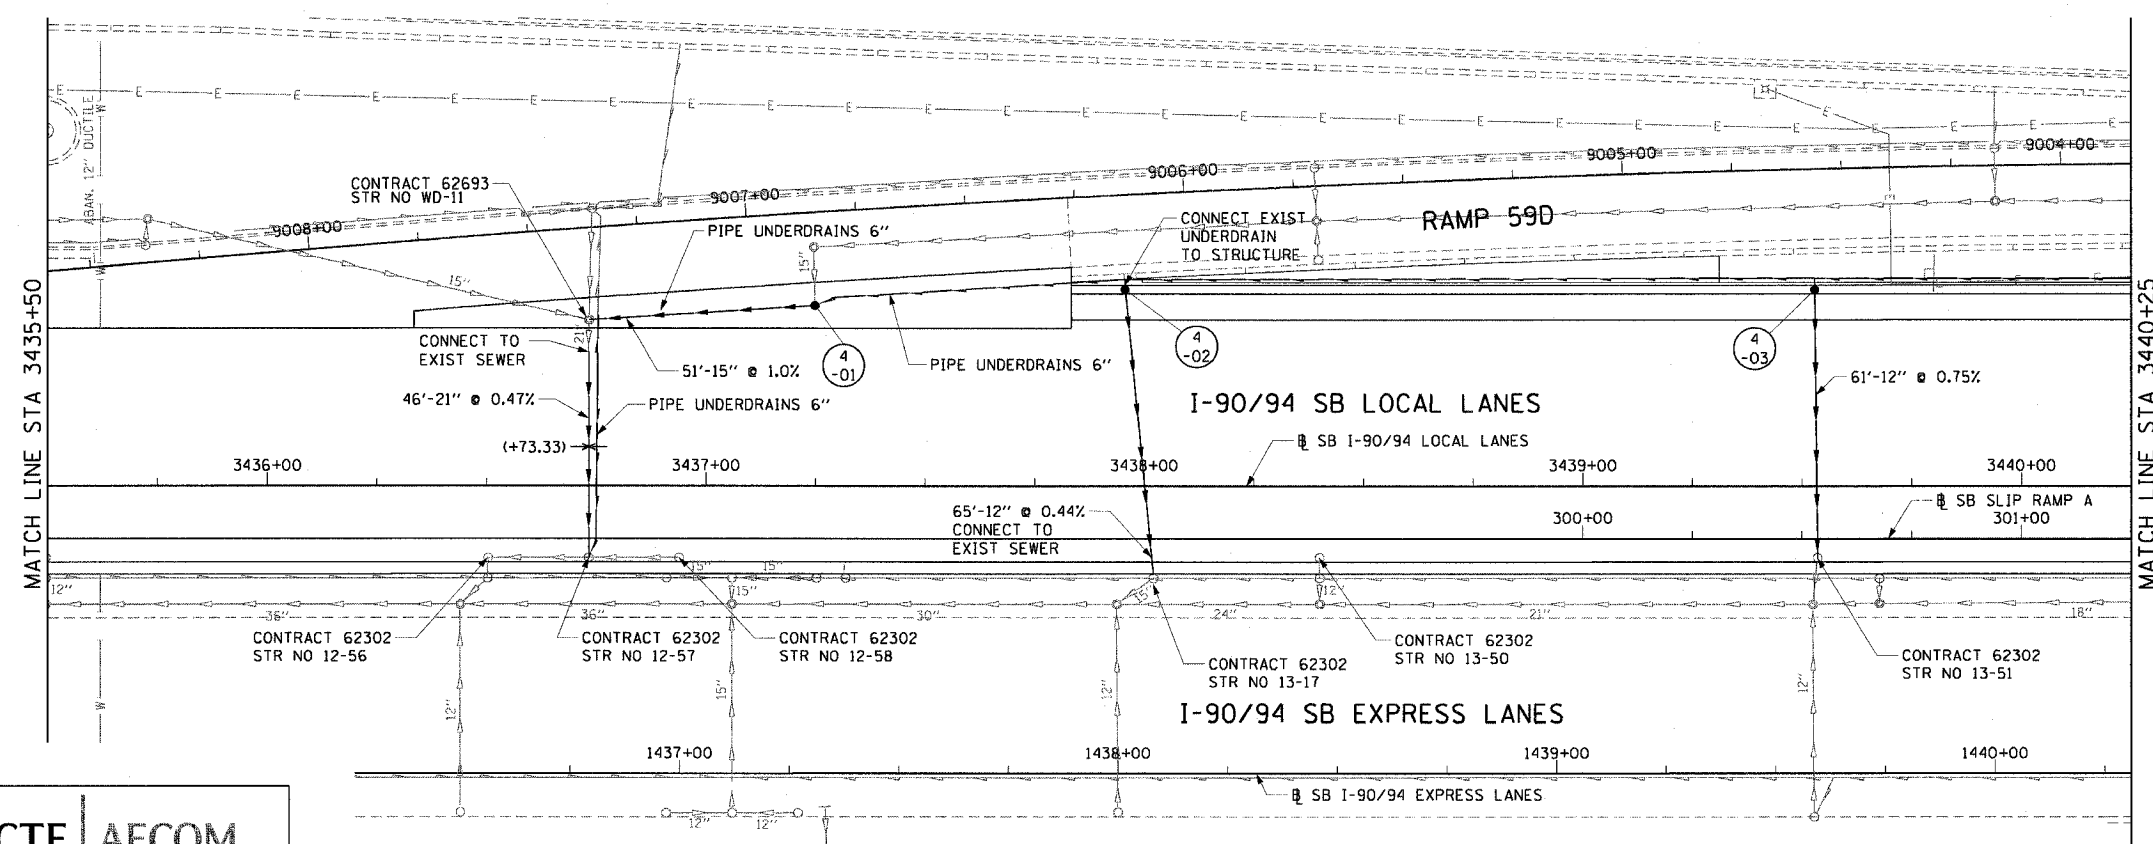 E E E E E E E E E E E E E E
ABAN. 12" DUCTILE
W
W
9004+00
9005+00
9006+00
9007+00
9008+00
CONTRACT 62693
STR NO WD-11
PIPE UNDERDRAINS 6"
CONNECT EXIST
UNDERDRAIN
TO STRUCTURE
RAMP 59D
15"
15"
21"
MATCH LINE STA 3435+50
MATCH LINE STA 3440+25
CONNECT TO
EXIST SEWER
51'-15" @ 1.0%
4
-01
PIPE UNDERDRAINS 6"
4
-02
4
-03
61'-12" @ 0.75%
46'-21" @ 0.47%
PIPE UNDERDRAINS 6"
I-90/94 SB LOCAL LANES
(+73.33)
℄ SB I-90/94 LOCAL LANES
3436+00
3437+00
3438+00
3439+00
3440+00
65'-12" @ 0.44%
CONNECT TO
EXIST SEWER
300+00
301+00
℄ SB SLIP RAMP A
12"
15"
15"
15"
15"
12"
36"
36"
30"
24"
21"
18"
CONTRACT 62302
STR NO 12-56
CONTRACT 62302
STR NO 12-57
CONTRACT 62302
STR NO 12-58
CONTRACT 62302
STR NO 13-17
CONTRACT 62302
STR NO 13-50
CONTRACT 62302
STR NO 13-51
W
12"
15"
12"
12"
I-90/94 SB EXPRESS LANES
1437+00
1438+00
1439+00
1440+00
℄ SB I-90/94 EXPRESS LANES
12"
12"
CTE | AECOM